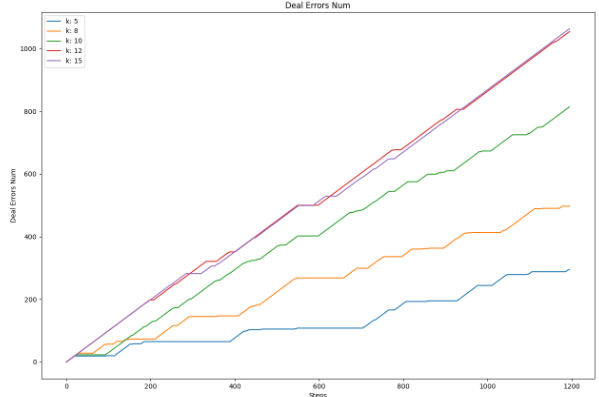 Deal Errors Num
k: 5
k: 8
k: 10
k: 12
k: 15
1000
800
600
400
200
0
Deal Errors Num
0 200 400 600 800 1000 1200
Steps